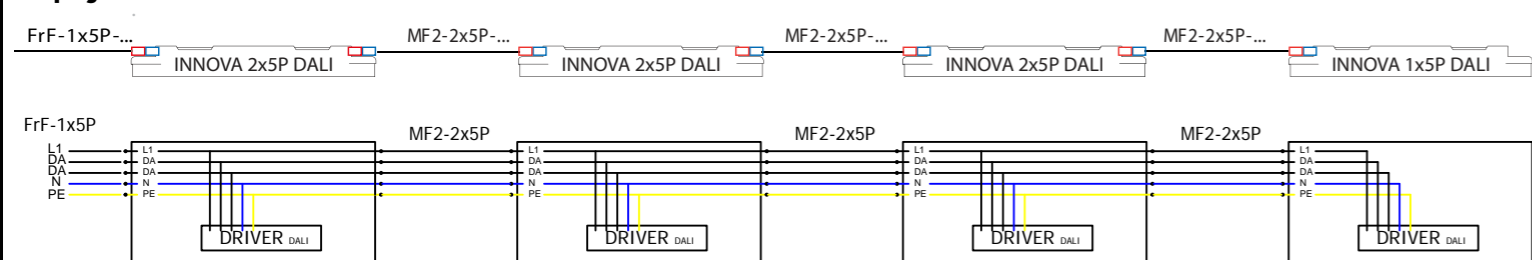 FrF-1x5P-... MF2-2x5P-... MF2-2x5P-... MF2-2x5P-...
INNOVA 2x5P DALI INNOVA 2x5P DALI INNOVA 2x5P DALI INNOVA 1x5P DALI
FrF-1x5P MF2-2x5P MF2-2x5P MF2-2x5P
L1 L1 L1 L1 L1
DA DA DA DA DA
DA DA DA DA DA
N N N N N
PE PE PE PE PE
DRIVER DALI DRIVER DALI DRIVER DALI DRIVER DALI